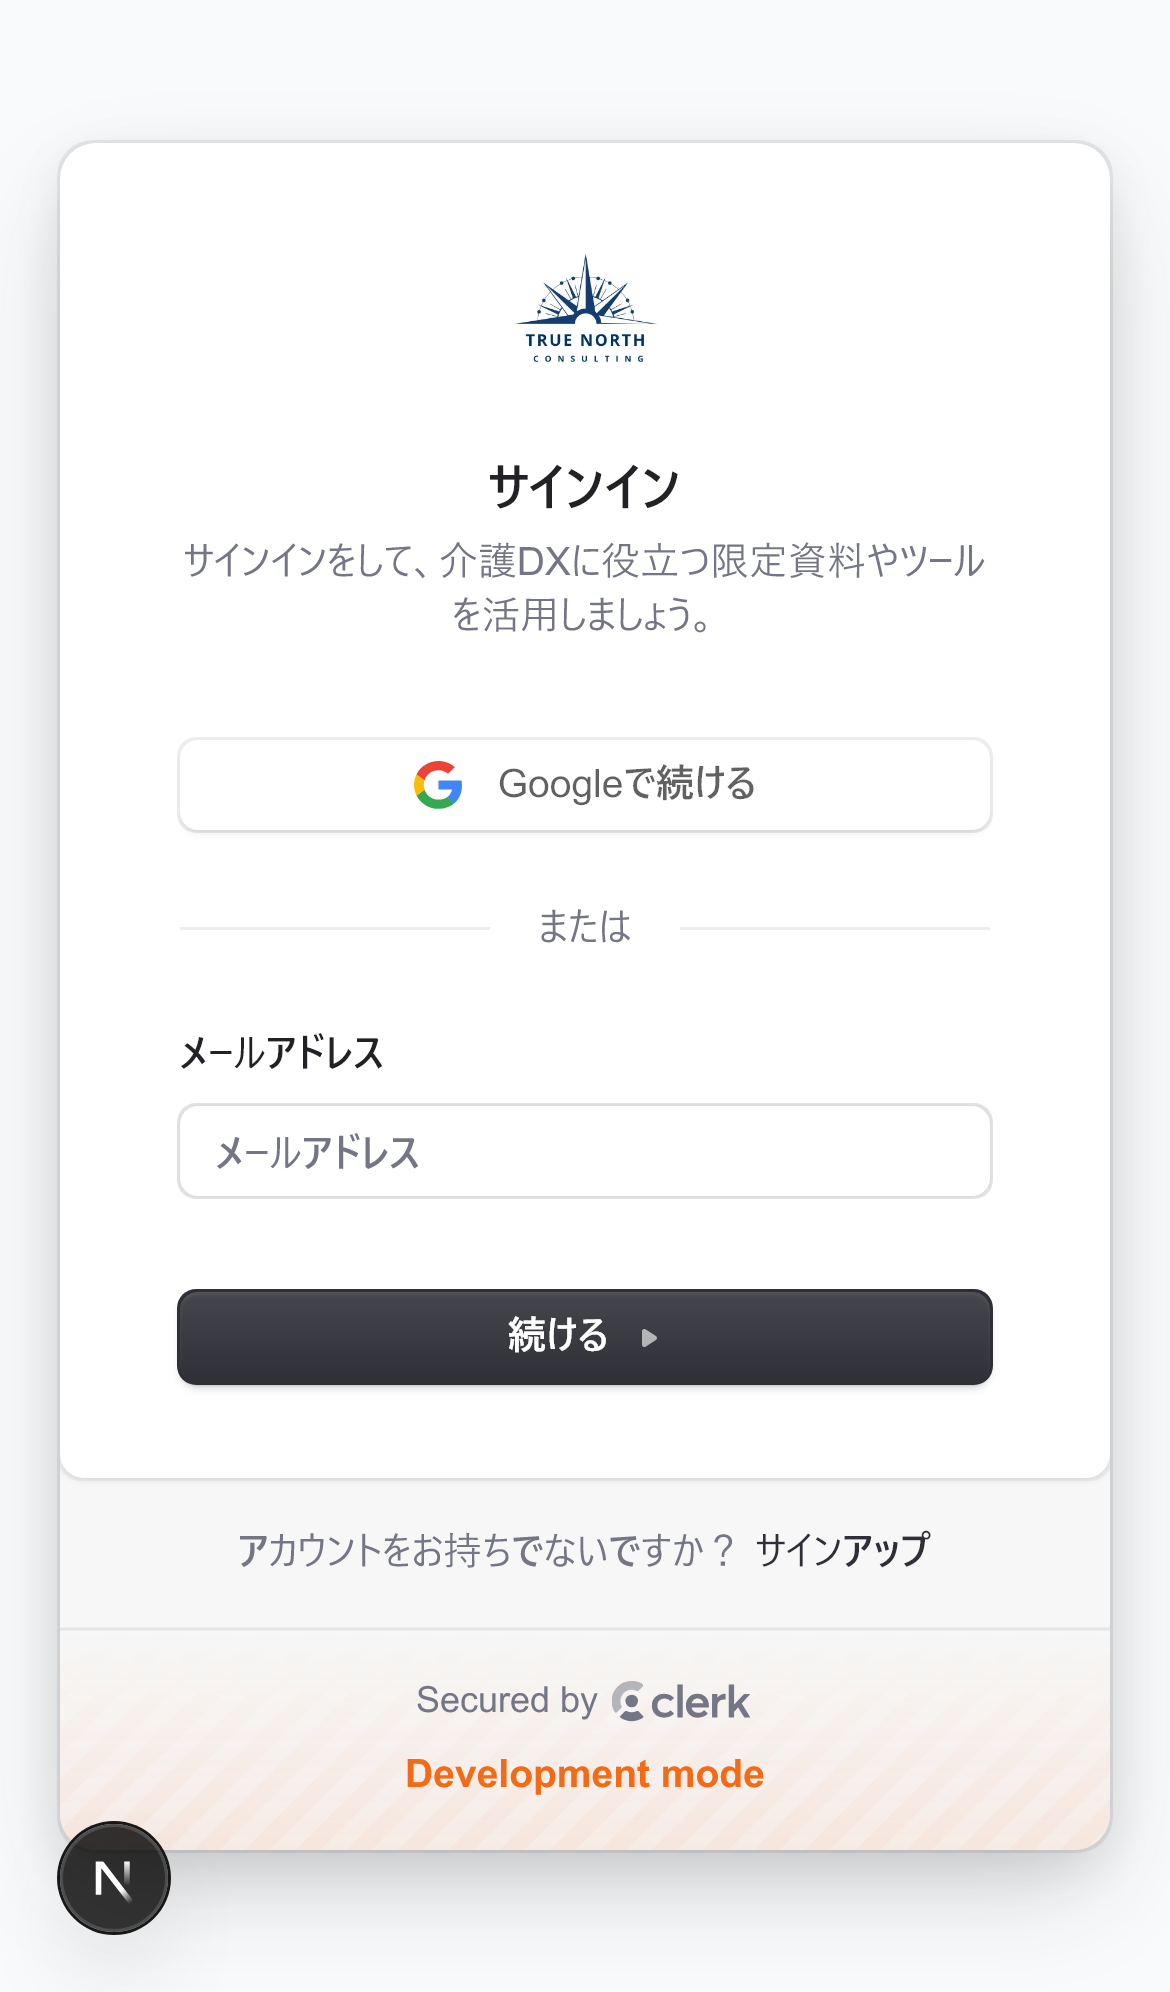 TRUE NORTH
CONSULTING
サインイン
サインインをして、介護DXに役立つ限定資料やツール
を活用しましょう。
Googleで続ける
または
メールアドレス
メールアドレス
続ける
アカウントをお持ちでないですか？ サインアップ
Secured by clerk
Development mode
N